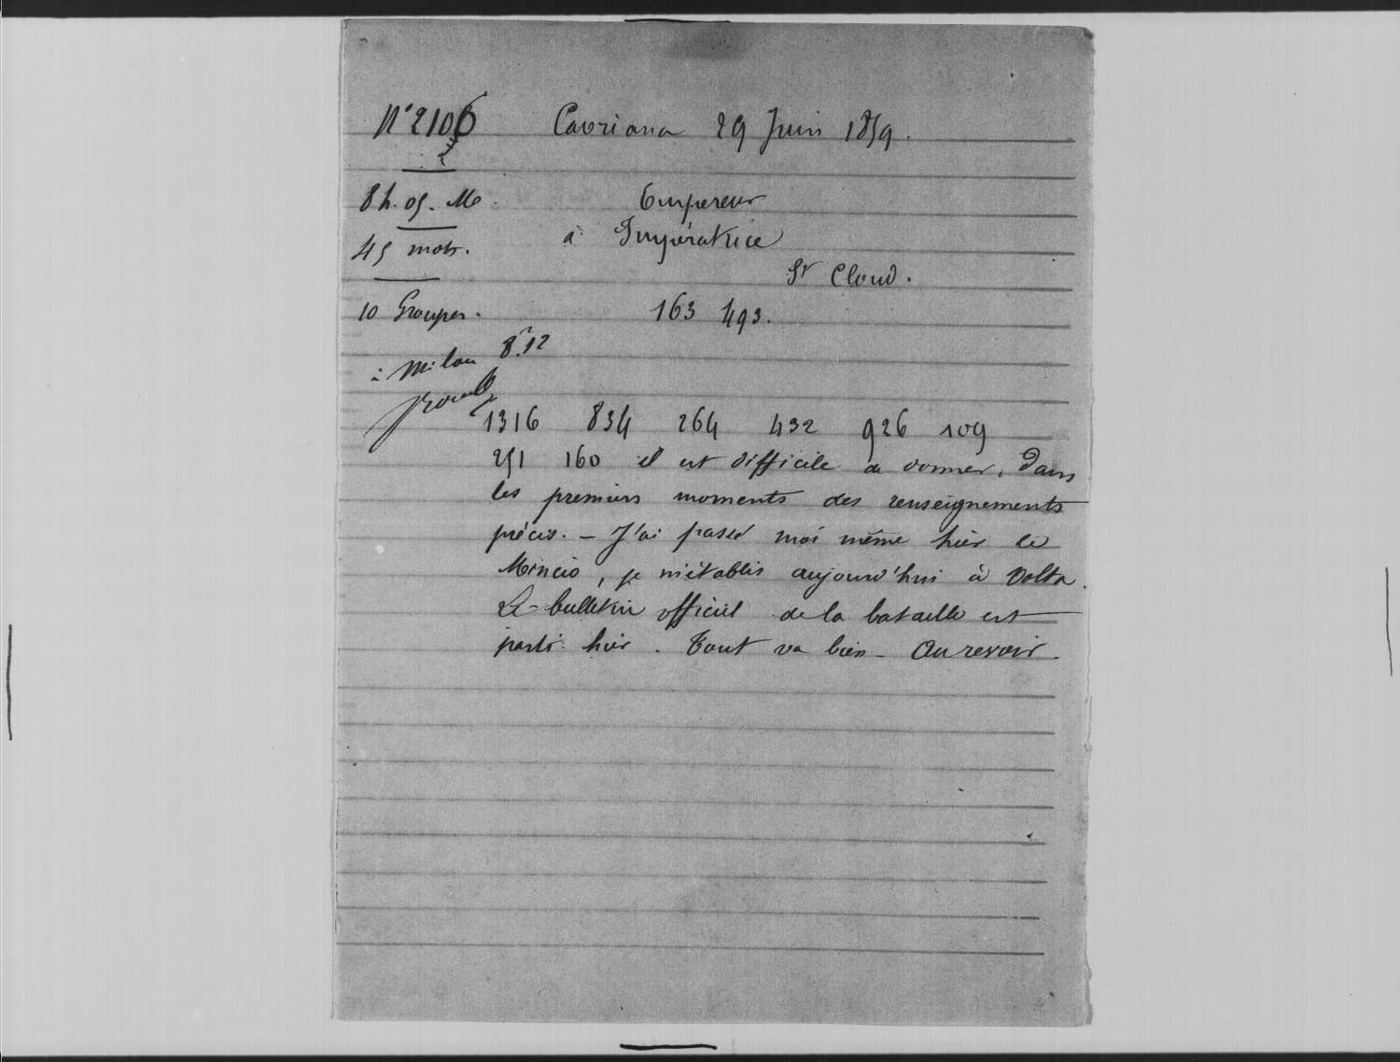 N° 2106 Cavriana 29 Juin 1859.
2
8 h. 05. M. Empereur
45 mots. à Impératrice
St Cloud.
10 Groupes. 163 493.
à Milan 8.12
1316 834 264 432 926 109
251 160 il est difficile de donner, dans
les premiers moments des renseignements
précis. – J'ai passé moi même hier le
Mincio, je m'établis aujourd'hui à Volta.
Le bulletin officiel de la bataille est
parti hier. Tout va bien – Au revoir.